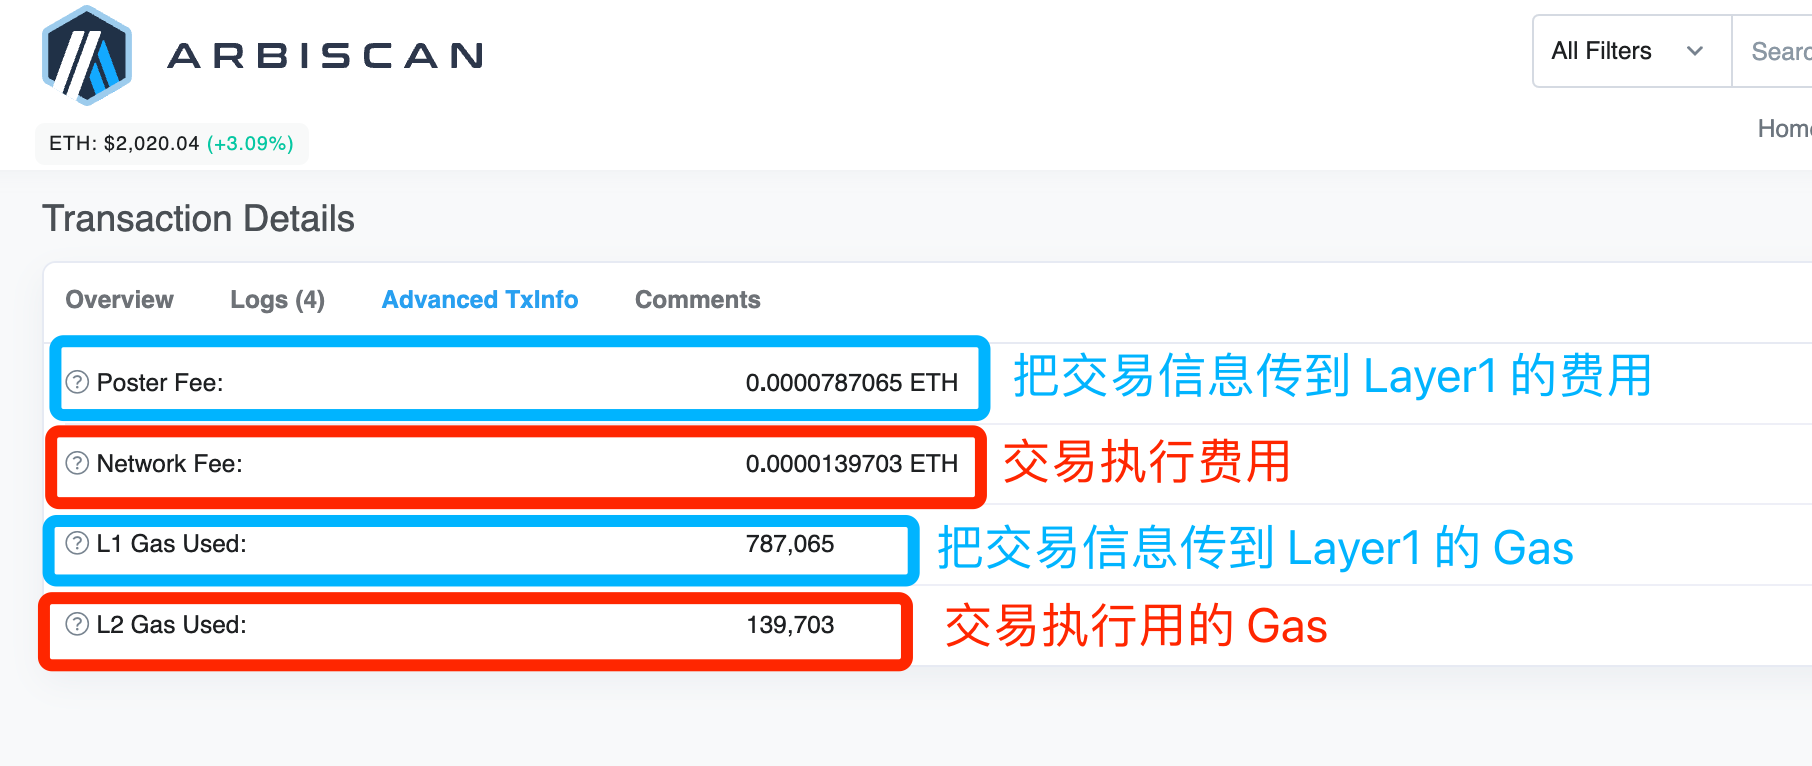 ARBISCAN
All Filters
Searc
ETH: $2,020.04 (+3.09%)
Home
Transaction Details
Overview Logs (4) Advanced TxInfo Comments
Poster Fee: 0.0000787065 ETH 把交易信息传到 Layer1 的费用
Network Fee: 0.0000139703 ETH 交易执行费用
L1 Gas Used: 787,065 把交易信息传到 Layer1 的 Gas
L2 Gas Used: 139,703 交易执行用的 Gas